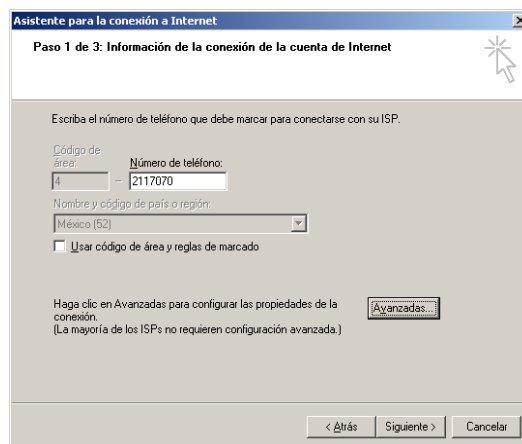 Asistente para la conexión a Internet
Paso 1 de 3: Información de la conexión de la cuenta de Internet
Escriba el número de teléfono que debe marcar para conectarse con su ISP.
Código de
área:
Número de teléfono:
4 – 2117070
Nombre y código de país o región:
México (52)
Usar código de área y reglas de marcado
Haga clic en Avanzadas para configurar las propiedades de la
conexión.
(La mayoría de los ISPs no requieren configuración avanzada.)
Avanzadas...
< Atrás
Siguiente >
Cancelar